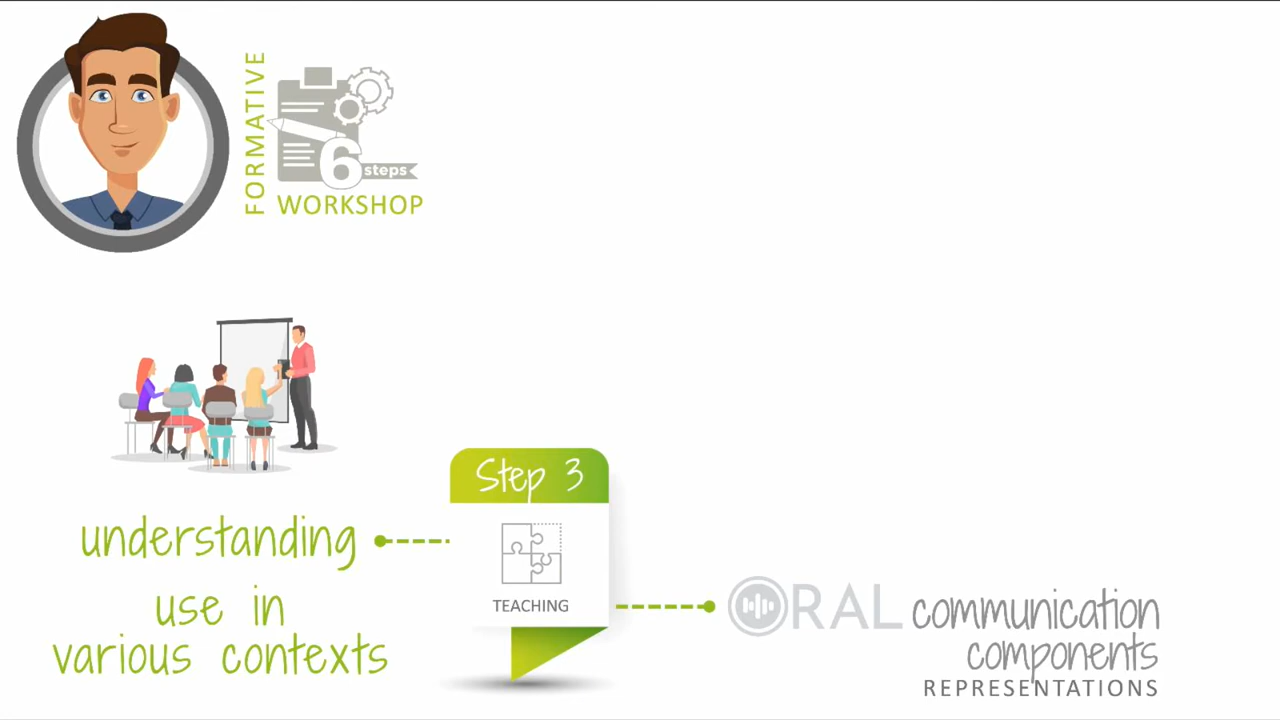 FORMATIVE
6 steps
WORKSHOP
Step 3
TEACHING
understanding
use in
various contexts
ORAL communication
components
REPRESENTATIONS